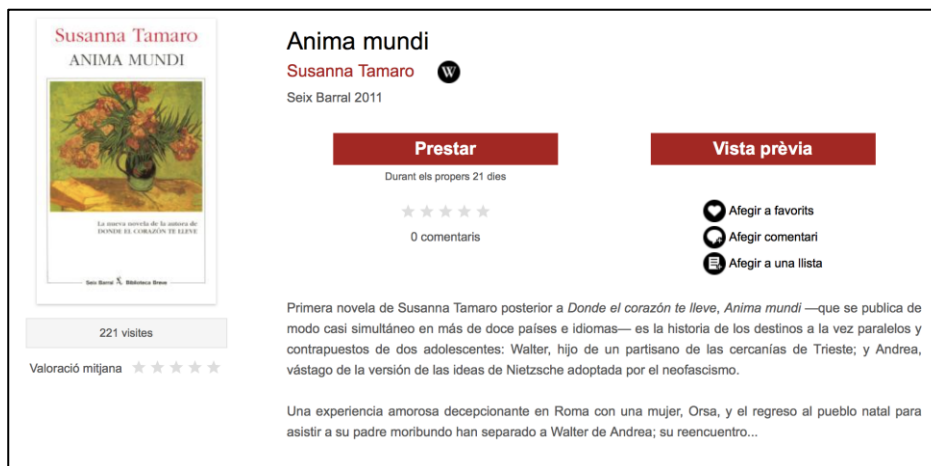 Susanna Tamaro
ANIMA MUNDI
La nueva novela de la autora de
DONDE EL CORAZÓN TE LLEVE
Seix Barral Biblioteca Breve
221 visites
Valoració mitjana
Anima mundi
Susanna Tamaro W
Seix Barral 2011
Prestar
Durant els propers 21 dies
0 comentaris
Vista prèvia
Afegir a favorits
Afegir comentari
Afegir a una llista
Primera novela de Susanna Tamaro posterior a Donde el corazón te lleve, Anima mundi —que se publica de
modo casi simultáneo en más de doce países e idiomas— es la historia de los destinos a la vez paralelos y
contrapuestos de dos adolescentes: Walter, hijo de un partisano de las cercanías de Trieste; y Andrea,
vástago de la versión de las ideas de Nietzsche adoptada por el neofascismo.
Una experiencia amorosa decepcionante en Roma con una mujer, Orsa, y el regreso al pueblo natal para
asistir a su padre moribundo han separado a Walter de Andrea; su reencuentro...